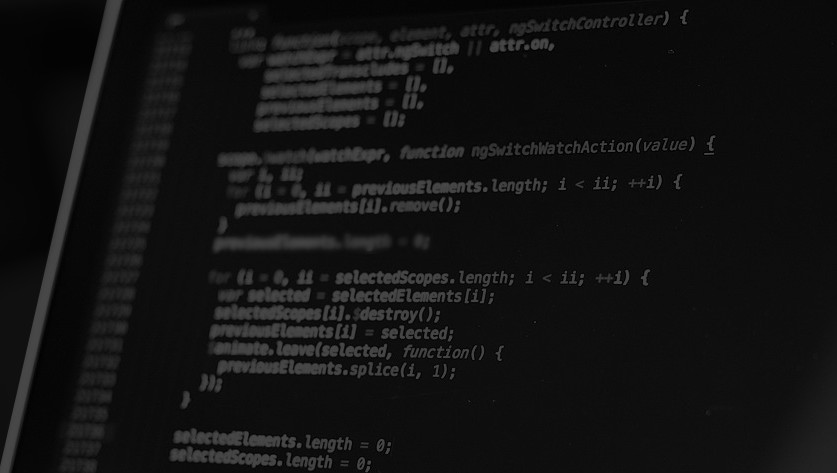 function(scope, element, attr, ngSwitchController) {
var watchExpr = attr.ngSwitch || attr.on,
selectedTranscludes = [],
selectedElements = [],
previousElements = [],
selectedScopes = [];
scope.$watch(watchExpr, function ngSwitchWatchAction(value) {
var i, ii;
for (i = 0, ii = previousElements.length; i < ii; ++i) {
previousElements[i].remove();
}
previousElements.length = 0;
for (i = 0, ii = selectedScopes.length; i < ii; ++i) {
var selected = selectedElements[i];
selectedScopes[i].$destroy();
previousElements[i] = selected;
$animate.leave(selected, function() {
previousElements.splice(i, 1);
});
}
selectedElements.length = 0;
selectedScopes.length = 0;